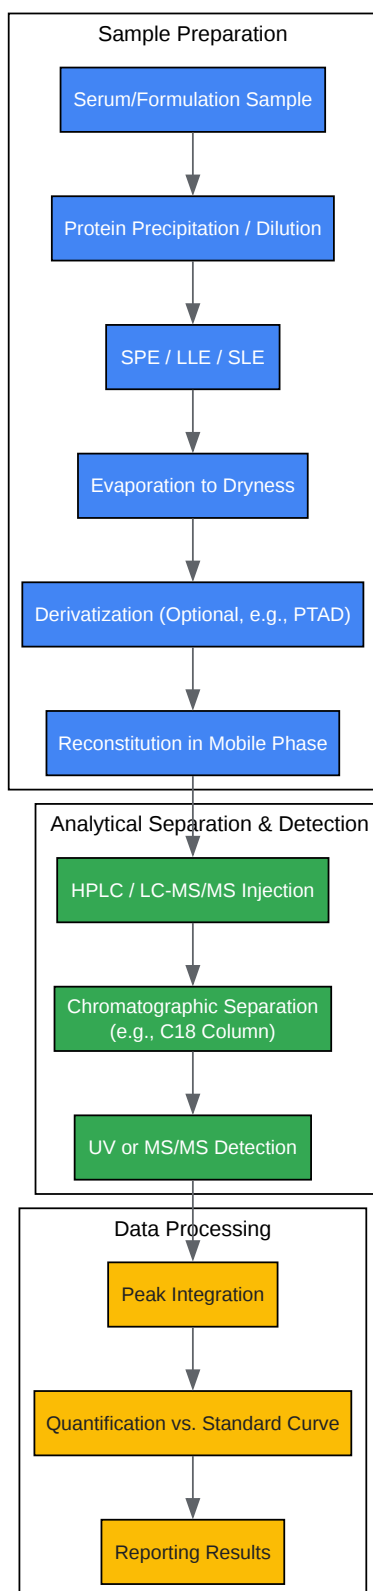 Sample Preparation
Serum/Formulation Sample
Protein Precipitation / Dilution
SPE / LLE / SLE
Evaporation to Dryness
Derivatization (Optional, e.g., PTAD)
Reconstitution in Mobile Phase
Analytical Separation & Detection
HPLC / LC-MS/MS Injection
Chromatographic Separation
(e.g., C18 Column)
UV or MS/MS Detection
Data Processing
Peak Integration
Quantification vs. Standard Curve
Reporting Results